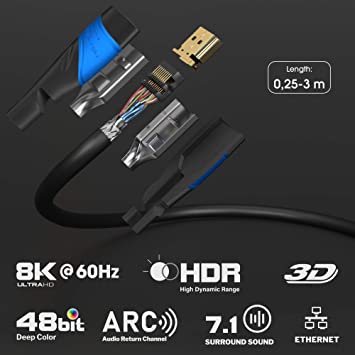 Length:
0,25-3 m
8K @ 60Hz
ULTRA HD
HDR
High Dynamic Range
3D
48bit
Deep Color
ARC
Audio Return Channel
7.1
SURROUND SOUND
ETHERNET